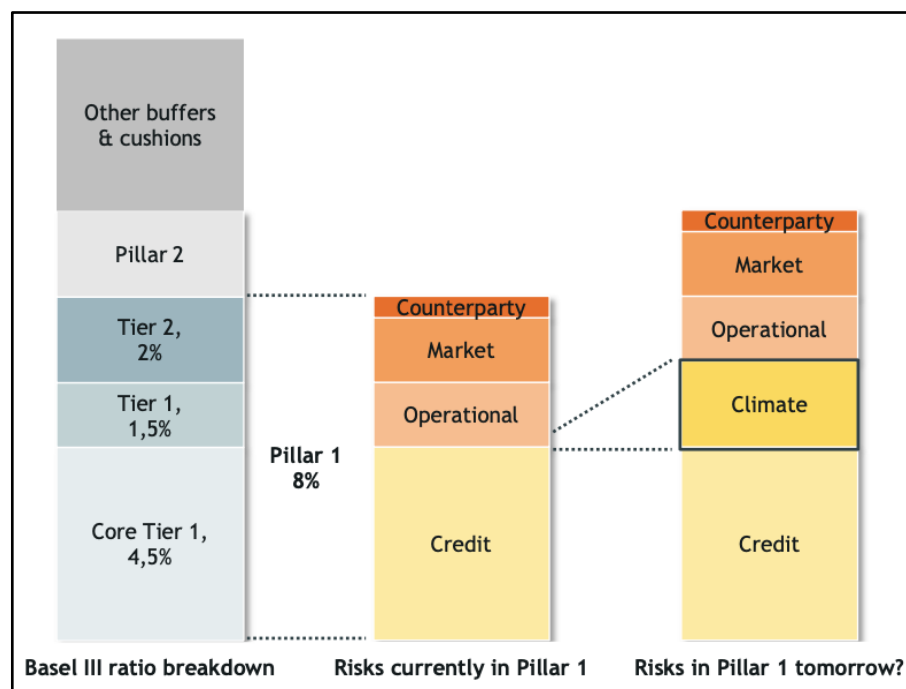 Other buffers
& cushions
Pillar 2
Tier 2,
2%
Tier 1,
1,5%
Core Tier 1,
4,5%
Basel III ratio breakdown
Pillar 1
8%
Counterparty
Market
Operational
Credit
Risks currently in Pillar 1
Counterparty
Market
Operational
Climate
Credit
Risks in Pillar 1 tomorrow?